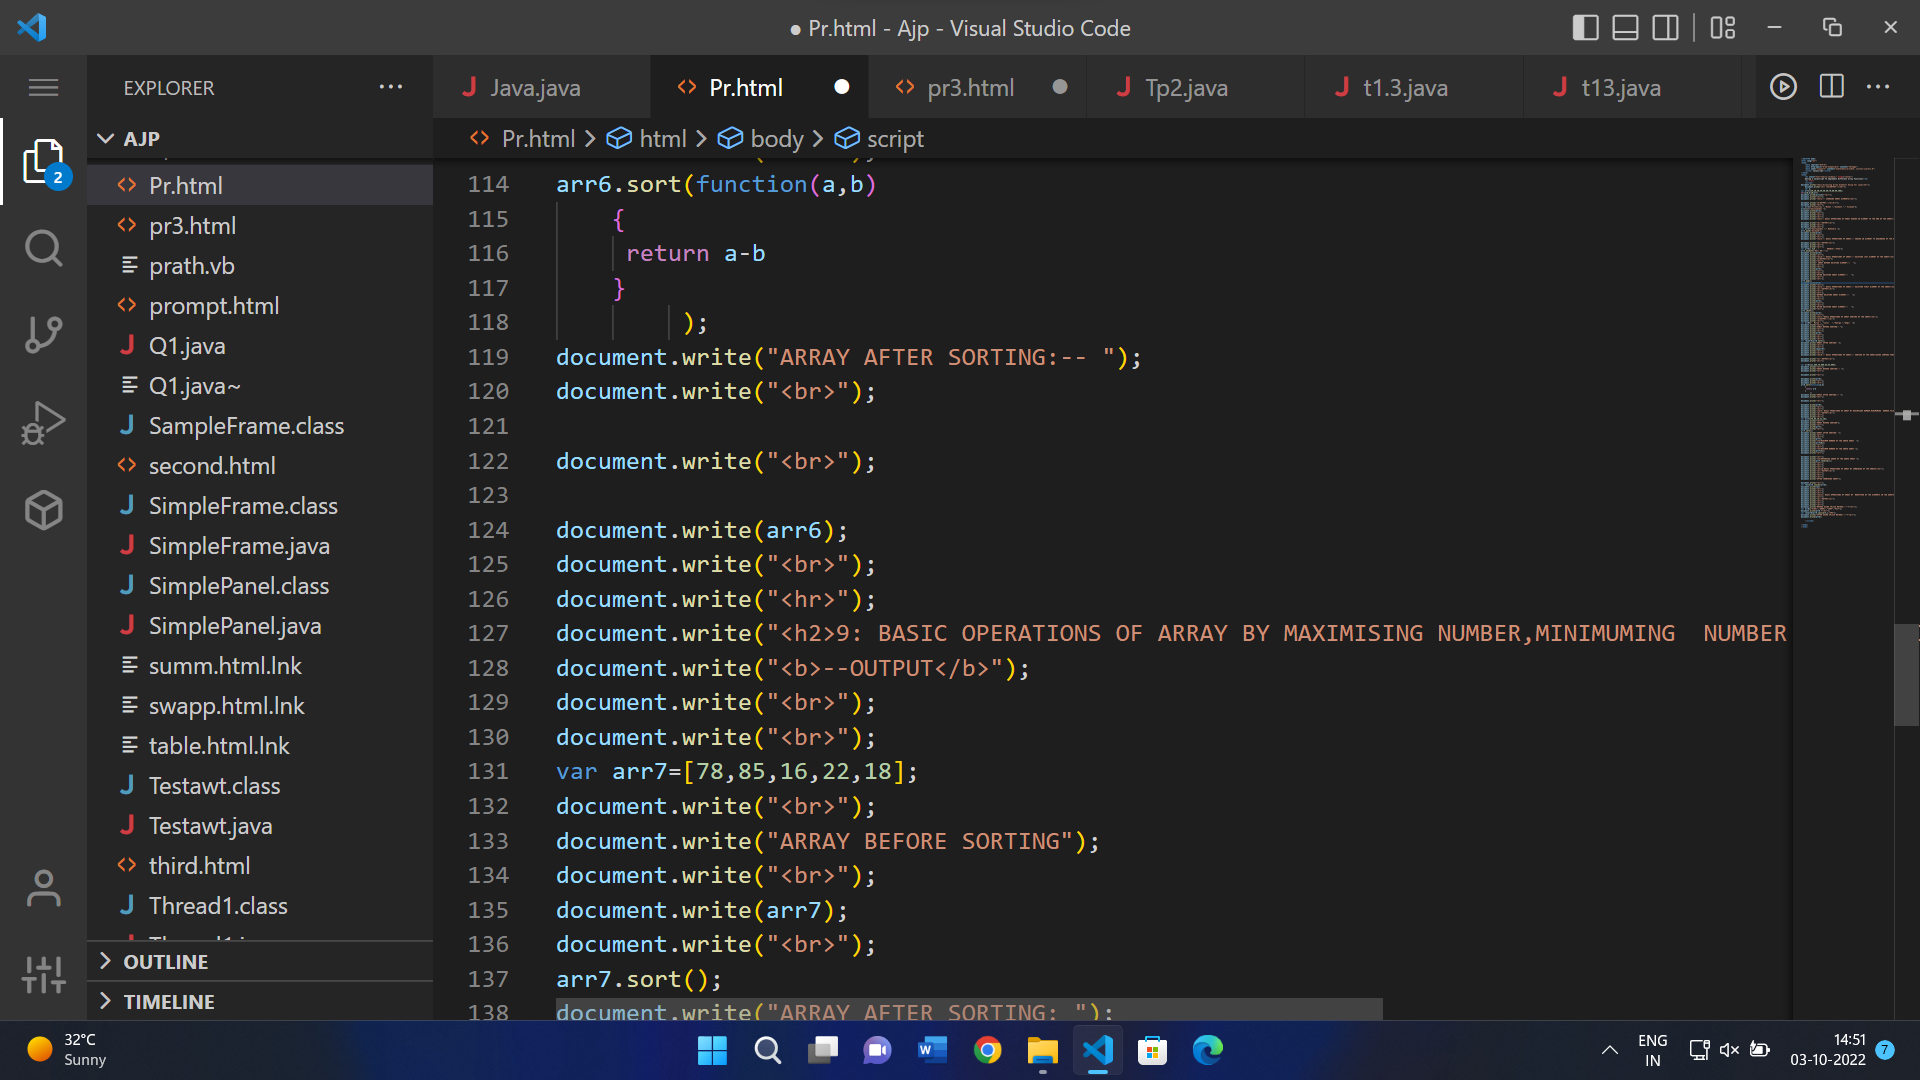 ● Pr.html - Ajp - Visual Studio Code
EXPLORER
Java.java
Pr.html
pr3.html
Tp2.java
t1.3.java
t13.java
AJP
Pr.html > html > body > script
2
Pr.html
pr3.html
prath.vb
prompt.html
Q1.java
Q1.java~
SampleFrame.class
second.html
SimpleFrame.class
SimpleFrame.java
SimplePanel.class
SimplePanel.java
summ.html.lnk
swapp.html.lnk
table.html.lnk
Testawt.class
Testawt.java
third.html
Thread1.class
OUTLINE
TIMELINE
114 arr6.sort(function(a,b)
115 {
116 return a-b
117 }
118 );
119 document.write("ARRAY AFTER SORTING:-- ");
120 document.write("<br>");
121
122 document.write("<br>");
123
124 document.write(arr6);
125 document.write("<br>");
126 document.write("<hr>");
127 document.write("<h2>9: BASIC OPERATIONS OF ARRAY BY MAXIMISING NUMBER,MINIMUMING  NUMBER
128 document.write("<b>--OUTPUT</b>");
129 document.write("<br>");
130 document.write("<br>");
131 var arr7=[78,85,16,22,18];
132 document.write("<br>");
133 document.write("ARRAY BEFORE SORTING");
134 document.write("<br>");
135 document.write(arr7);
136 document.write("<br>");
137 arr7.sort();
138 document.write("ARRAY AFTER SORTING: ");
32°C
Sunny
ENG
IN
14:51
03-10-2022
7